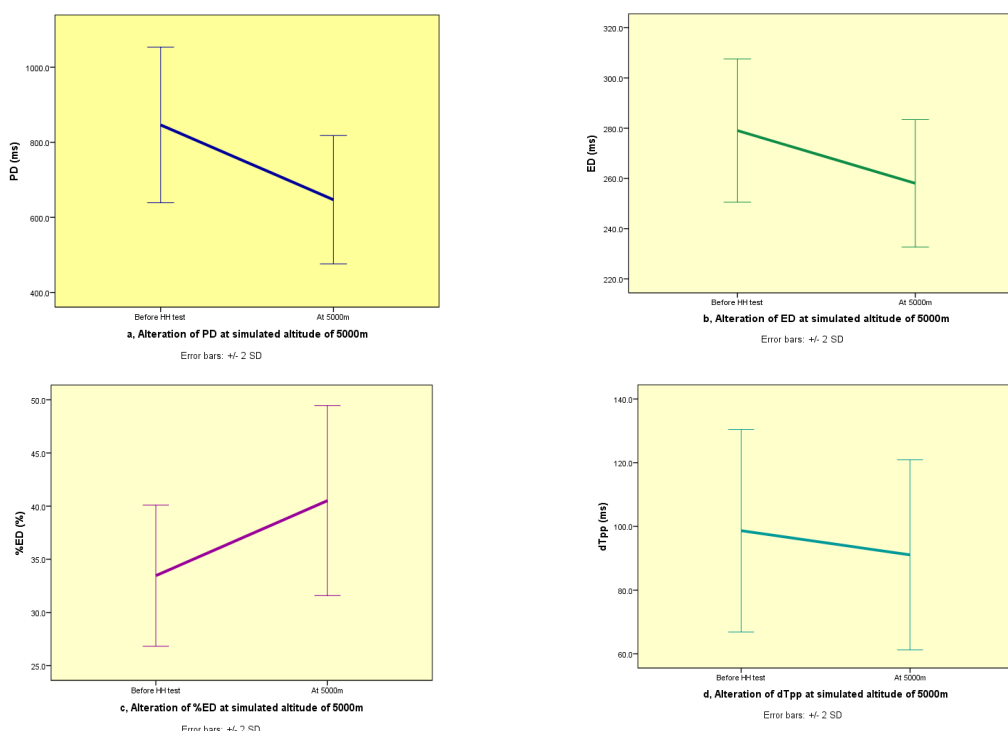 1000.0
800.0
600.0
400.0
PD (ms)
Before HH test
At 5000m
a, Alteration of PD at simulated altitude of 5000m
Error bars: +/- 2 SD
320.0
300.0
280.0
260.0
240.0
220.0
ED (ms)
Before HH test
At 5000m
b, Alteration of ED at simulated altitude of 5000m
Error bars: +/- 2 SD
50.0
45.0
40.0
35.0
30.0
25.0
%ED (%)
Before HH test
At 5000m
c, Alteration of %ED at simulated altitude of 5000m
Error bars: +/- 2 SD
140.0
120.0
100.0
80.0
60.0
dTpp (ms)
Before HH test
At 5000m
d, Alteration of dTpp at simulated altitude of 5000m
Error bars: +/- 2 SD